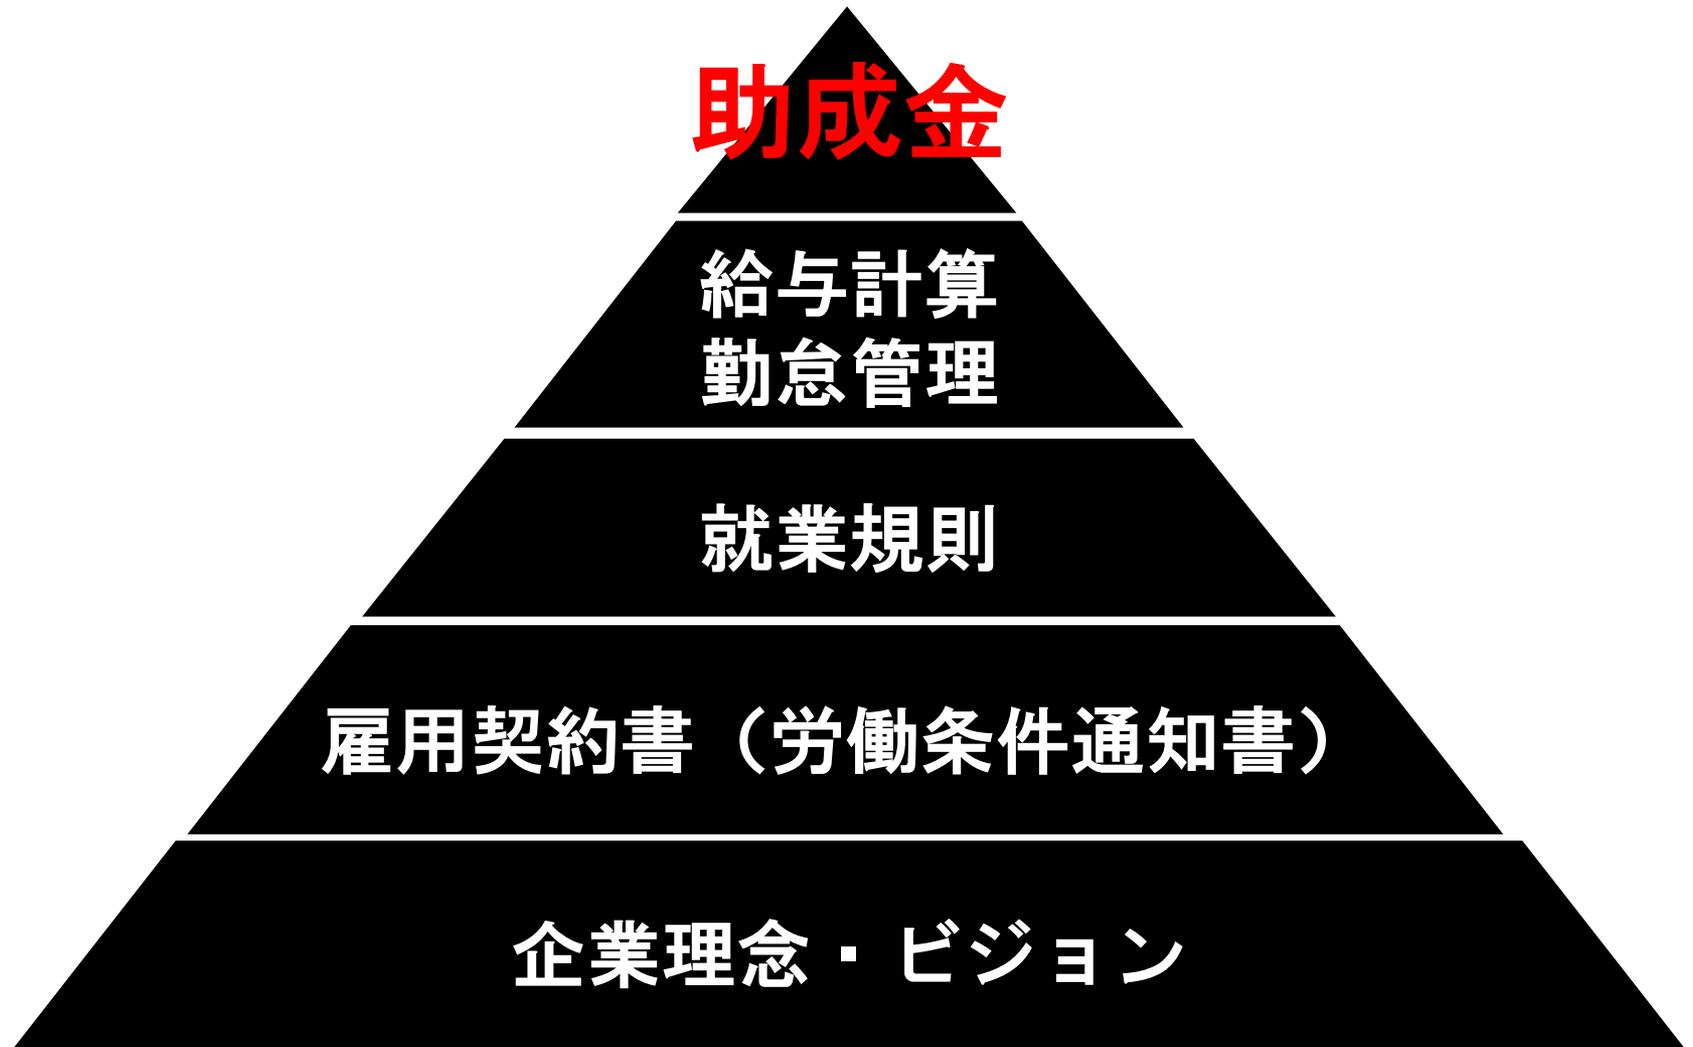 助成金
給与計算
勤怠管理
就業規則
雇用契約書（労働条件通知書）
企業理念・ビジョン